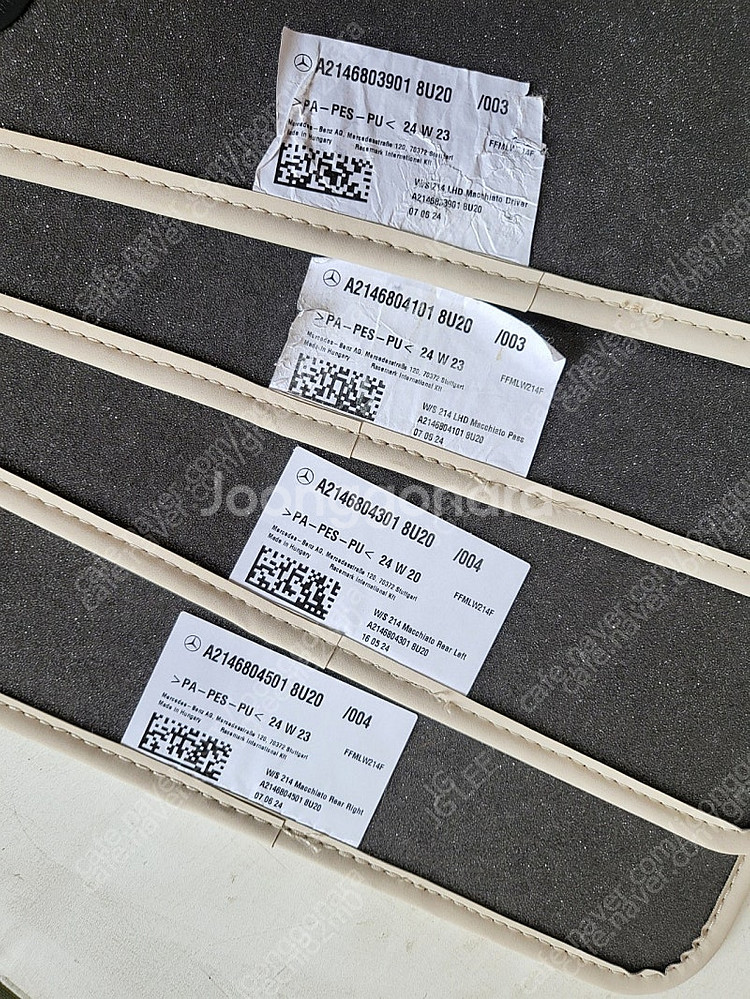 A2146803901 8U20 /003
>PA-PES-PU< 24 W 23
Mercedes-Benz AG, Mercedesstraße 120, 70372 Stuttgart
Made in Hungary Racemark International Kft
FFMLW214F
W/S 214 LHD Macchiato Driver
A2146803901 8U20
07 06 24
A2146804101 8U20 /003
>PA-PES-PU< 24 W 23
Mercedes-Benz AG, Mercedesstraße 120, 70372 Stuttgart
Made in Hungary Racemark International Kft
FFMLW214F
W/S 214 LHD Macchiato Pass
A2146804101 8U20
07 06 24
Joonggonara
A2146804301 8U20 /004
>PA-PES-PU< 24 W 20
Mercedes-Benz AG, Mercedesstraße 120, 70372 Stuttgart
Made in Hungary Racemark International Kft
FFMLW214F
W/S 214 Macchiato Rear Left
A2146804301 8U20
16 05 24
A2146804501 8U20 /004
>PA-PES-PU< 24 W 23
Mercedes-Benz AG, Mercedesstraße 120, 70372 Stuttgart
Made in Hungary Racemark International Kft
FFMLW214F
W/S 214 Macchiato Rear Right
A2146804501 8U20
07 06 24